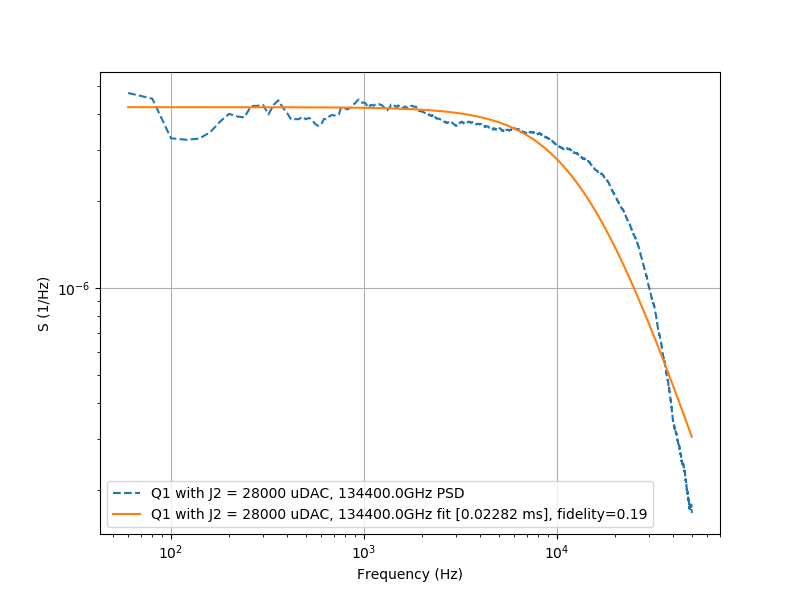 S (1/Hz)
10⁻⁶
10² 10³ 10⁴
Frequency (Hz)
Q1 with J2 = 28000 uDAC, 134400.0GHz PSD
Q1 with J2 = 28000 uDAC, 134400.0GHz fit [0.02282 ms], fidelity=0.19